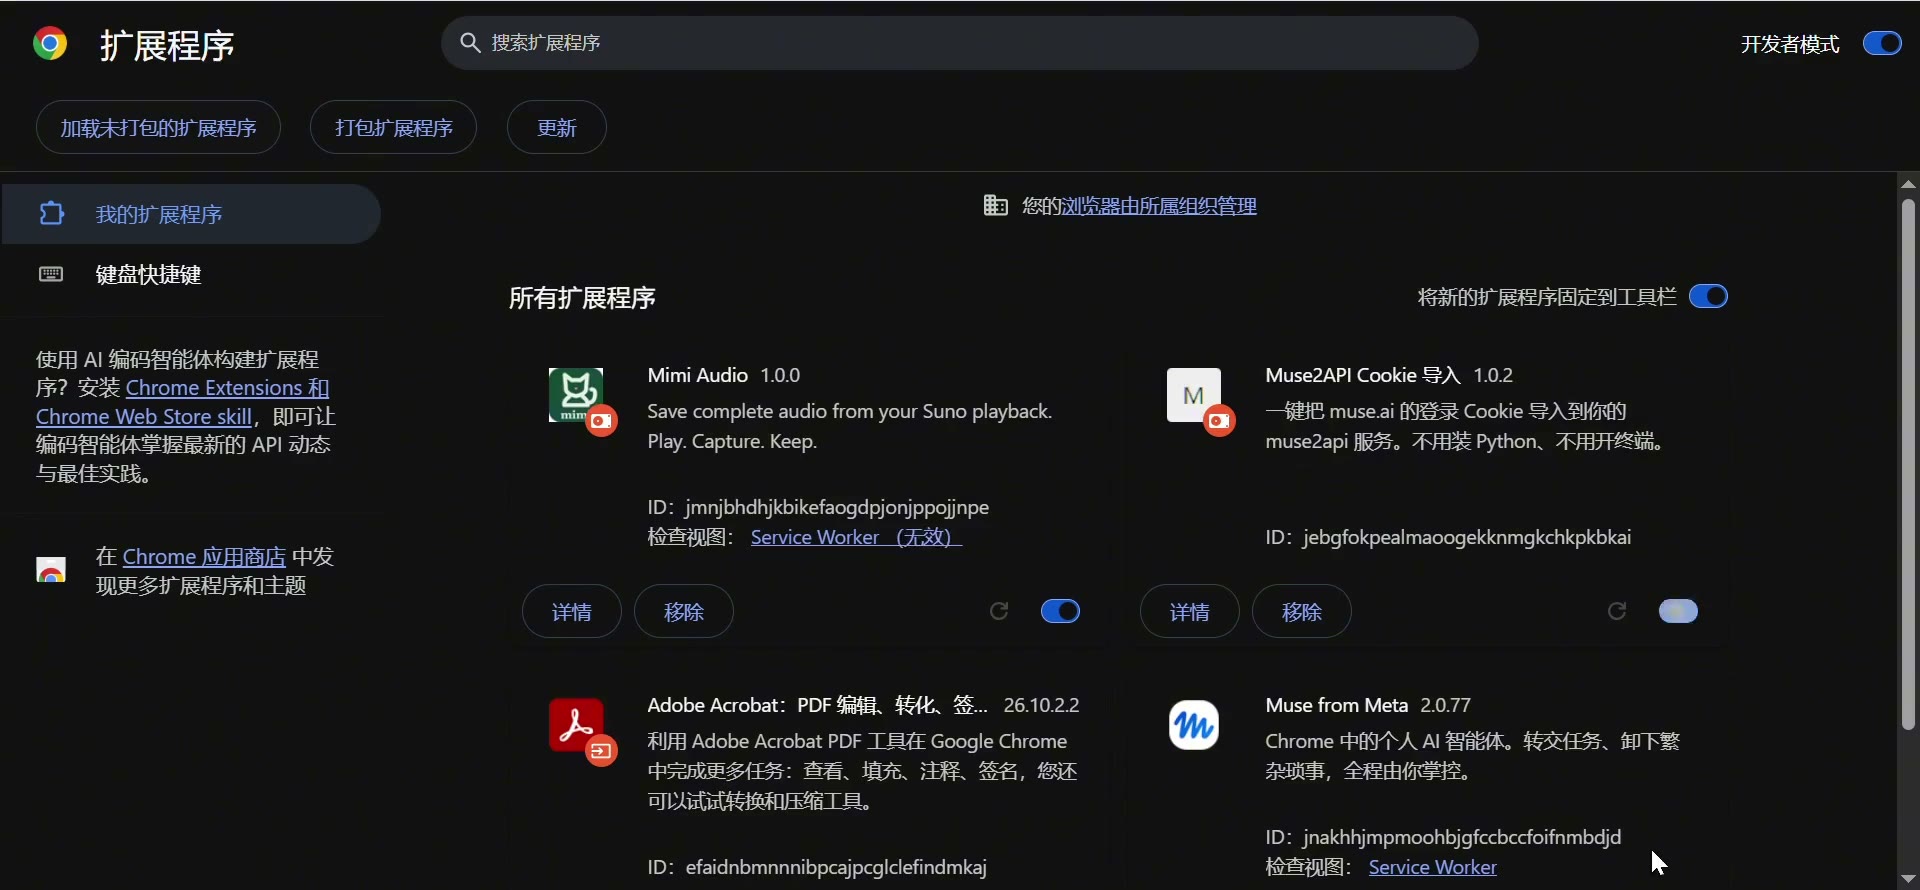 扩展程序
搜索扩展程序
开发者模式
加载未打包的扩展程序
打包扩展程序
更新
我的扩展程序
键盘快捷键
使用 AI 编码智能体构建扩展程
序？安装 Chrome Extensions 和
Chrome Web Store skill，即可让
编码智能体掌握最新的 API 动态
与最佳实践。
在 Chrome 应用商店 中发
现更多扩展程序和主题
您的浏览器由所属组织管理
所有扩展程序
将新的扩展程序固定到工具栏
mimi
Mimi Audio 1.0.0
Save complete audio from your Suno playback.
Play. Capture. Keep.
ID：jmnjbhdhjkbikefaogdpjonjppojjnpe
检查视图：Service Worker （无效）
详情
移除
M
Muse2API Cookie 导入 1.0.2
一键把 muse.ai 的登录 Cookie 导入到你的
muse2api 服务。不用装 Python、不用开终端。
ID：jebgfokpealmaoogekknmgkchkpkbkai
详情
移除
Adobe Acrobat：PDF 编辑、转化、签... 26.10.2.2
利用 Adobe Acrobat PDF 工具在 Google Chrome
中完成更多任务：查看、填充、注释、签名，您还
可以试试转换和压缩工具。
ID：efaidnbmnnnibpcajpcglclefindmkaj
Muse from Meta 2.0.77
Chrome 中的个人 AI 智能体。转交任务、卸下繁
杂琐事，全程由你掌控。
ID：jnakhhjmpmoohbjgfccbccfoifnmbdjd
检查视图：Service Worker